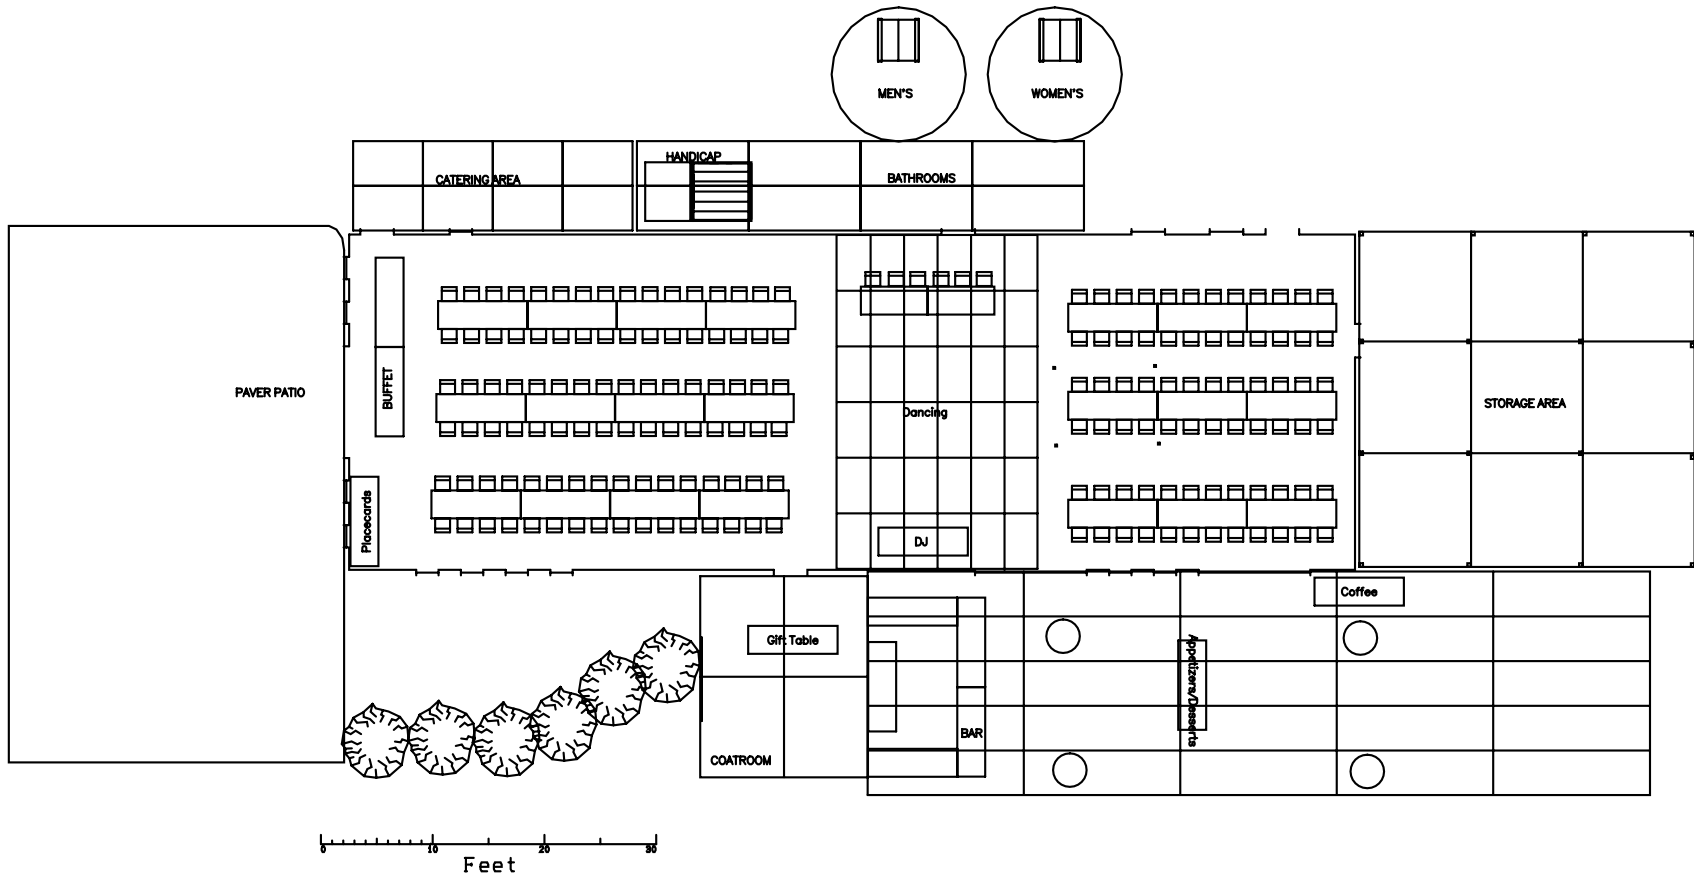 MEN'S
WOMEN'S
HANDICAP
CATERING AREA
BATHROOMS
PAVER PATIO
BUFFET
Dancing
STORAGE AREA
Placecards
DJ
Coffee
Gift Table
Appetizers/Desserts
BAR
COATROOM
0 10 20 30
Feet